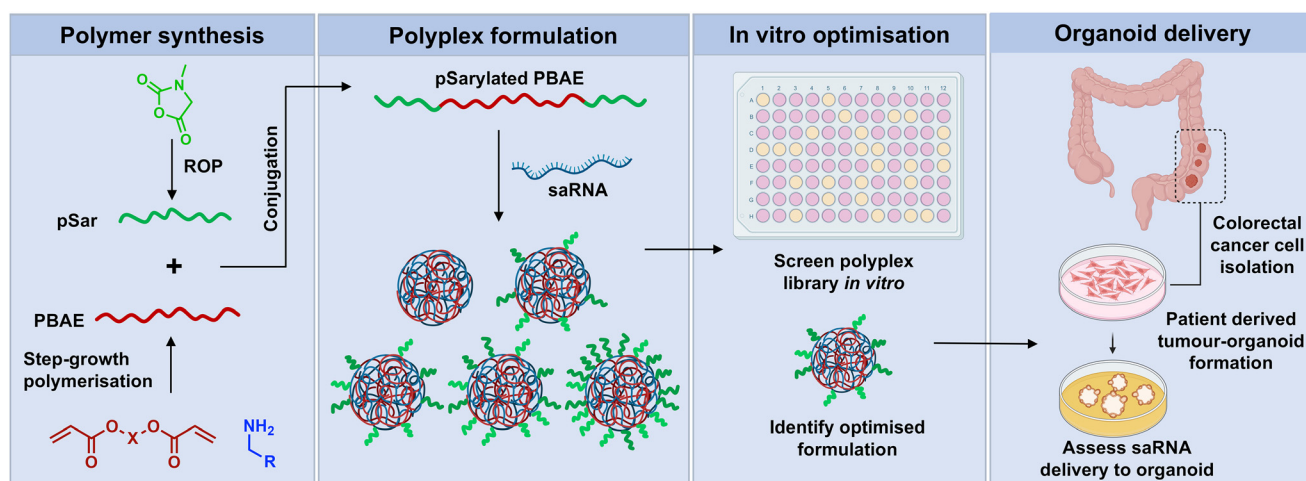 Polymer synthesis
O
N
O
O
ROP
pSar
+
PBAE
Step-growth
polymerisation
O
X
O
O
O
NH2
R
Conjugation
Polyplex formulation
pSarylated PBAE
saRNA
In vitro optimisation
1 2 3 4 5 6 7 8 9 10 11 12
A
B
C
D
E
F
G
H
Screen polyplex
library in vitro
Identify optimised
formulation
Organoid delivery
Colorectal
cancer cell
isolation
Patient derived
tumour-organoid
formation
Assess saRNA
delivery to organoid